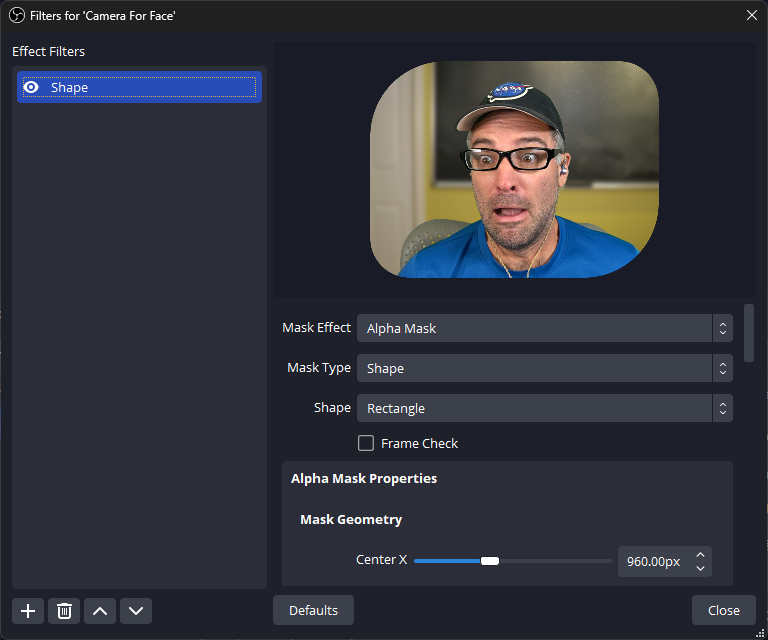 Filters for 'Camera For Face'
Effect Filters
Shape
NASA
Mask Effect
Alpha Mask
Mask Type
Shape
Shape
Rectangle
Frame Check
Alpha Mask Properties
Mask Geometry
Center X
960.00px
Defaults
Close